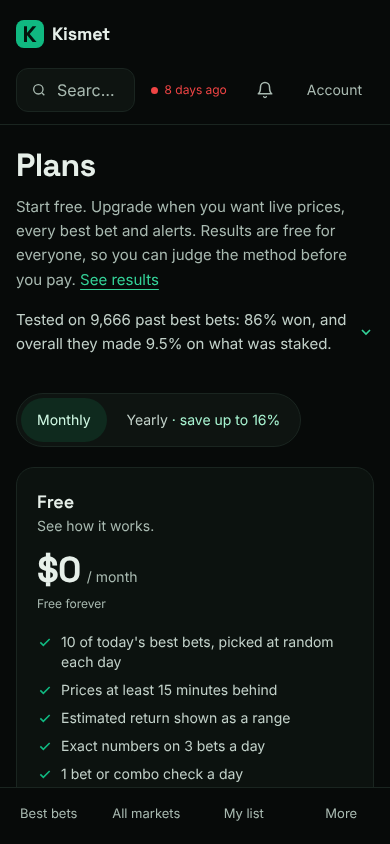 Kismet
Searc...
8 days ago
Account
Plans
Start free. Upgrade when you want live prices,
every best bet and alerts. Results are free for
everyone, so you can judge the method before
you pay. See results
Tested on 9,666 past best bets: 86% won, and
overall they made 9.5% on what was staked.
Monthly
Yearly · save up to 16%
Free
See how it works.
$0 / month
Free forever
10 of today's best bets, picked at random
each day
Prices at least 15 minutes behind
Estimated return shown as a range
Exact numbers on 3 bets a day
1 bet or combo check a day
Best bets
All markets
My list
More